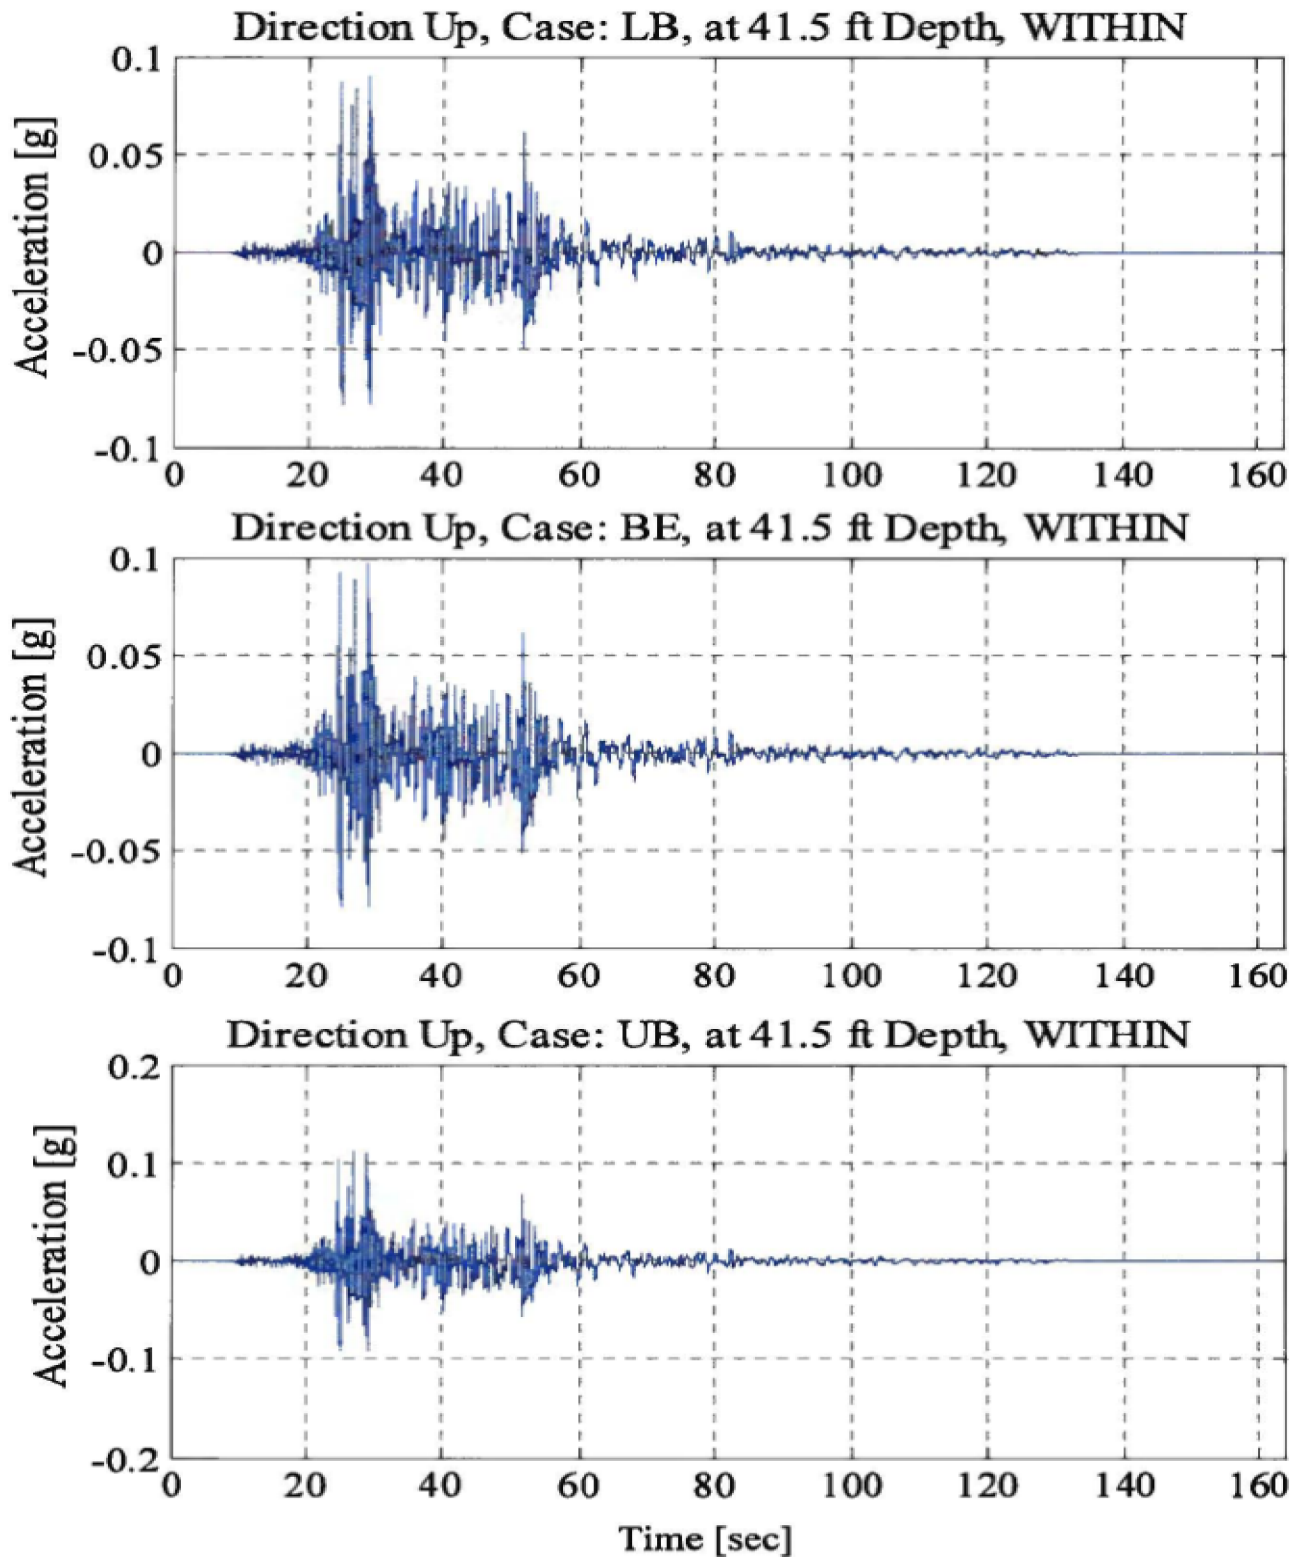 Direction Up, Case: LB, at 41.5 ft Depth, WITHIN
0.1
0.05
0
-0.05
-0.1
Acceleration [g]
0 20 40 60 80 100 120 140 160
Direction Up, Case: BE, at 41.5 ft Depth, WITHIN
0.1
0.05
0
-0.05
-0.1
Acceleration [g]
0 20 40 60 80 100 120 140 160
Direction Up, Case: UB, at 41.5 ft Depth, WITHIN
0.2
0.1
0
-0.1
-0.2
Acceleration [g]
0 20 40 60 80 100 120 140 160
Time [sec]